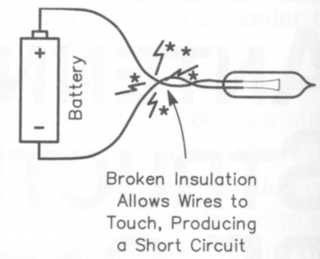 +
Battery
−
Broken Insulation
Allows Wires to
Touch, Producing
a Short Circuit